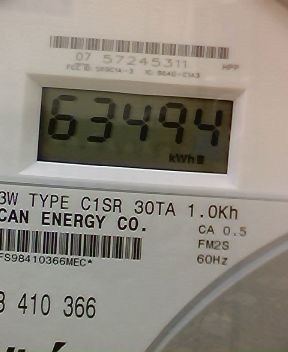 07 57245311 HPP
63494
kWh
3W TYPE C1SR 30TA 1.0Kh
CAN ENERGY CO. CA 0.5
FM2S
FS98410366MEC* 60Hz
410 366